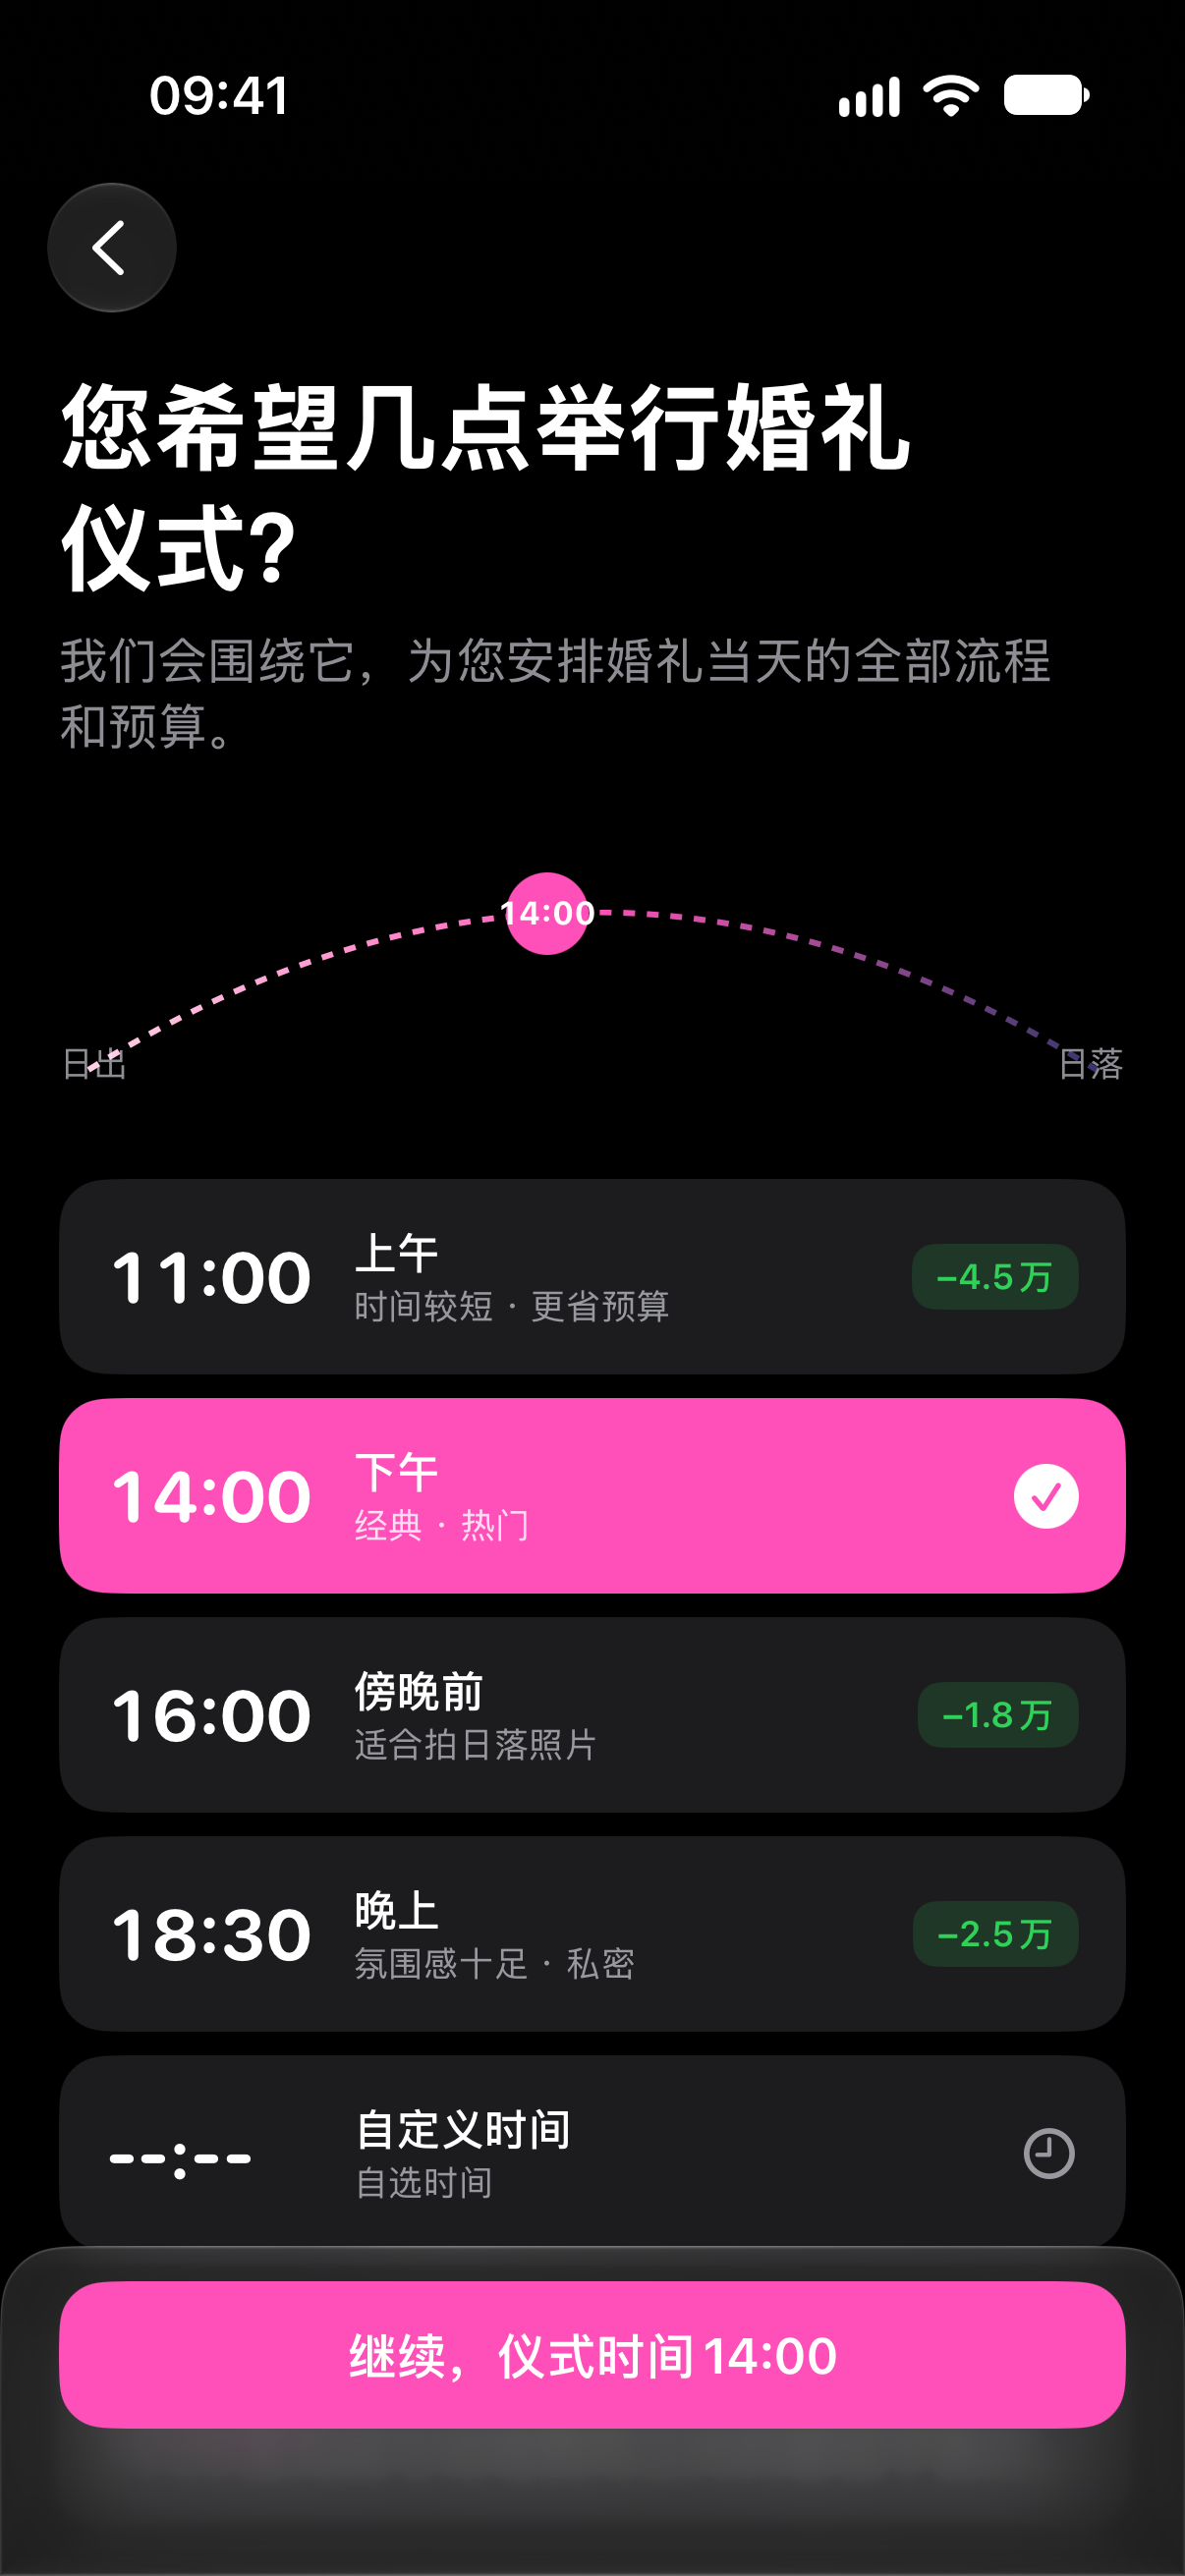 09:41
您希望几点举行婚礼
仪式?
我们会围绕它，为您安排婚礼当天的全部流程
和预算。
14:00
日出
日落
11:00
上午
时间较短 · 更省预算
–4.5 万
14:00
下午
经典 · 热门
16:00
傍晚前
适合拍日落照片
–1.8 万
18:30
晚上
氛围感十足 · 私密
–2.5 万
--:--
自定义时间
自选时间
继续，仪式时间 14:00